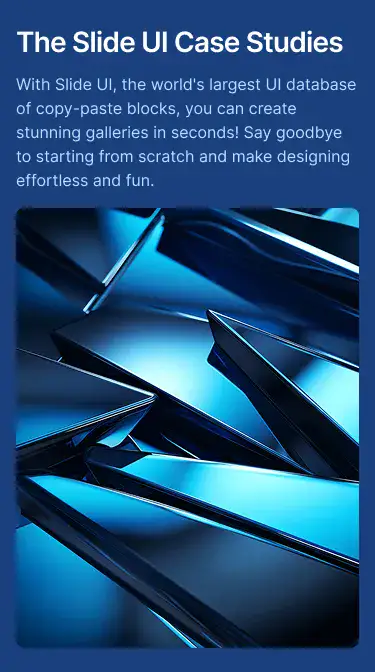 The Slide UI Case Studies
With Slide UI, the world's largest UI database
of copy-paste blocks, you can create
stunning galleries in seconds! Say goodbye
to starting from scratch and make designing
effortless and fun.